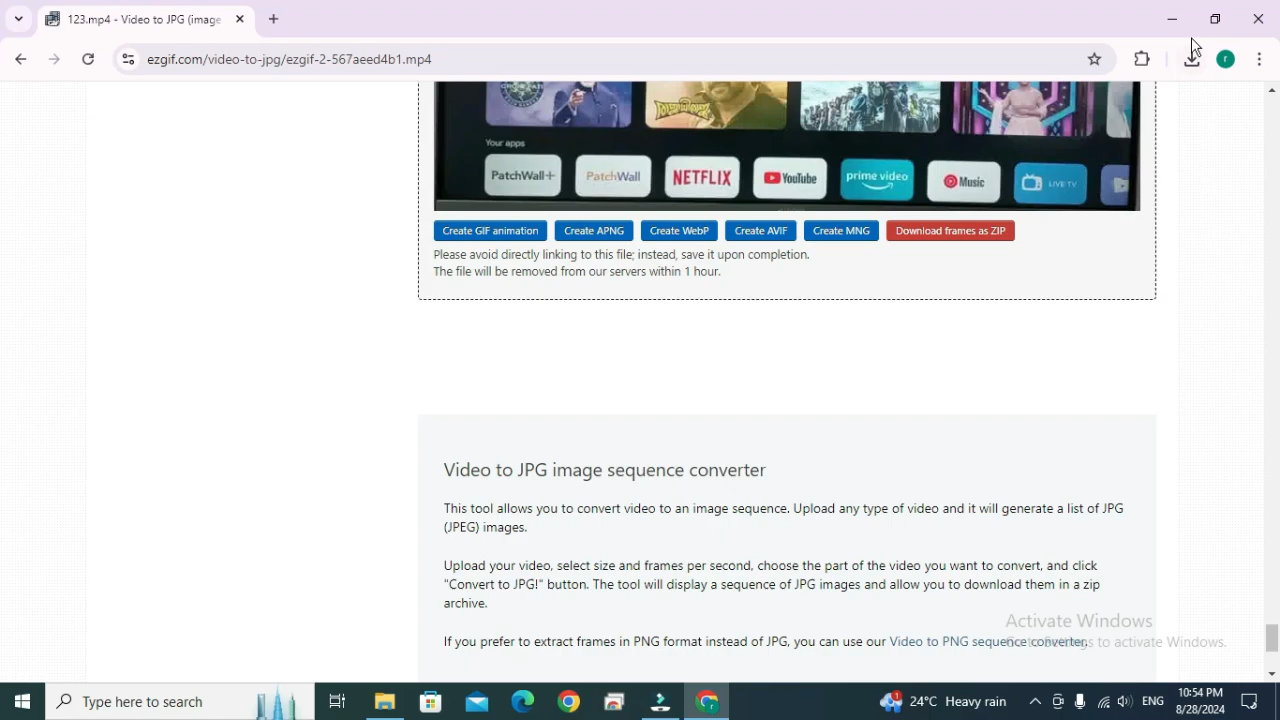 123.mp4 - Video to JPG (image
ezgif.com/video-to-jpg/ezgif-2-567aeed4b1.mp4
r
Your apps
PatchWall+ PatchWall NETFLIX YouTube prime video Music LIVE TV
Create GIF animation Create APNG Create WebP Create AVIF Create MNG Download frames as ZIP
Please avoid directly linking to this file; instead, save it upon completion.
The file will be removed from our servers within 1 hour.
Video to JPG image sequence converter
This tool allows you to convert video to an image sequence. Upload any type of video and it will generate a list of JPG
(JPEG) images.
Upload your video, select size and frames per second, choose the part of the video you want to convert, and click
"Convert to JPG!" button. The tool will display a sequence of JPG images and allow you to download them in a zip
archive.
Activate Windows
If you prefer to extract frames in PNG format instead of JPG, you can use our Video to PNG sequence converter.
Go to Settings to activate Windows.
Type here to search
1
24°C Heavy rain
ENG
10:54 PM
8/28/2024